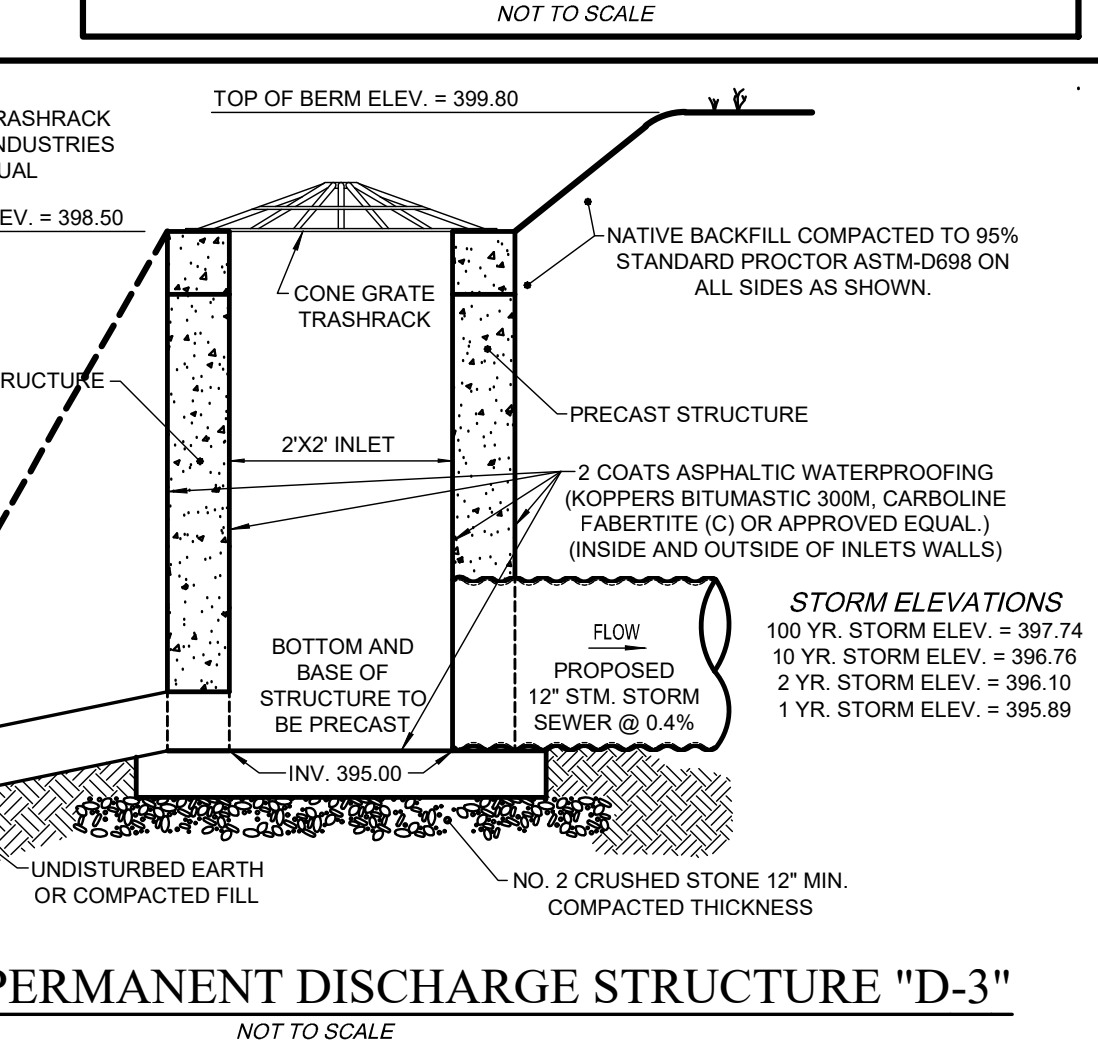 NOT TO SCALE
TOP OF BERM ELEV. = 399.80
RASHRACK
NDUSTRIES
UAL
EV. = 398.50
NATIVE BACKFILL COMPACTED TO 95%
STANDARD PROCTOR ASTM-D698 ON
ALL SIDES AS SHOWN.
CONE GRATE
TRASHRACK
RUCTURE
PRECAST STRUCTURE
2'X2' INLET
2 COATS ASPHALTIC WATERPROOFING
(KOPPERS BITUMASTIC 300M, CARBOLINE
FABERTITE (C) OR APPROVED EQUAL.)
(INSIDE AND OUTSIDE OF INLETS WALLS)
STORM ELEVATIONS
100 YR. STORM ELEV. = 397.74
10 YR. STORM ELEV. = 396.76
2 YR. STORM ELEV. = 396.10
1 YR. STORM ELEV. = 395.89
FLOW
PROPOSED
12" STM. STORM
SEWER @ 0.4%
BOTTOM AND
BASE OF
STRUCTURE TO
BE PRECAST
INV. 395.00
UNDISTURBED EARTH
OR COMPACTED FILL
NO. 2 CRUSHED STONE 12" MIN.
COMPACTED THICKNESS
PERMANENT DISCHARGE STRUCTURE "D-3"
NOT TO SCALE